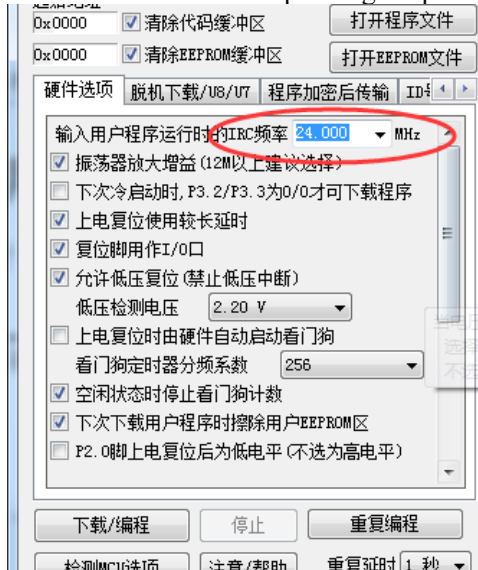 0x0000 清除代码缓冲区 打开程序文件
0x0000 清除EEPROM缓冲区 打开EEPROM文件
硬件选项 脱机下载/U8/U7 程序加密后传输
输入用户程序运行时的IRC频率 24.000 MHz
振荡器放大增益(12M以上建议选择)
下次冷启动时,P3.2/P3.3为0/0才可下载程序
上电复位使用较长延时
复位脚用作I/O口
允许低压复位(禁止低压中断)
低压检测电压 2.20 V
上电复位时由硬件自动启动看门狗
看门狗定时器分频系数 256
空闲状态时停止看门狗计数
下次下载用户程序时擦除用户EEPROM区
P2.0脚上电复位后为低电平(不选为高电平)
下载/编程 停止 重复编程
检测MCU选项 注意/帮助 重复延时 1 秒